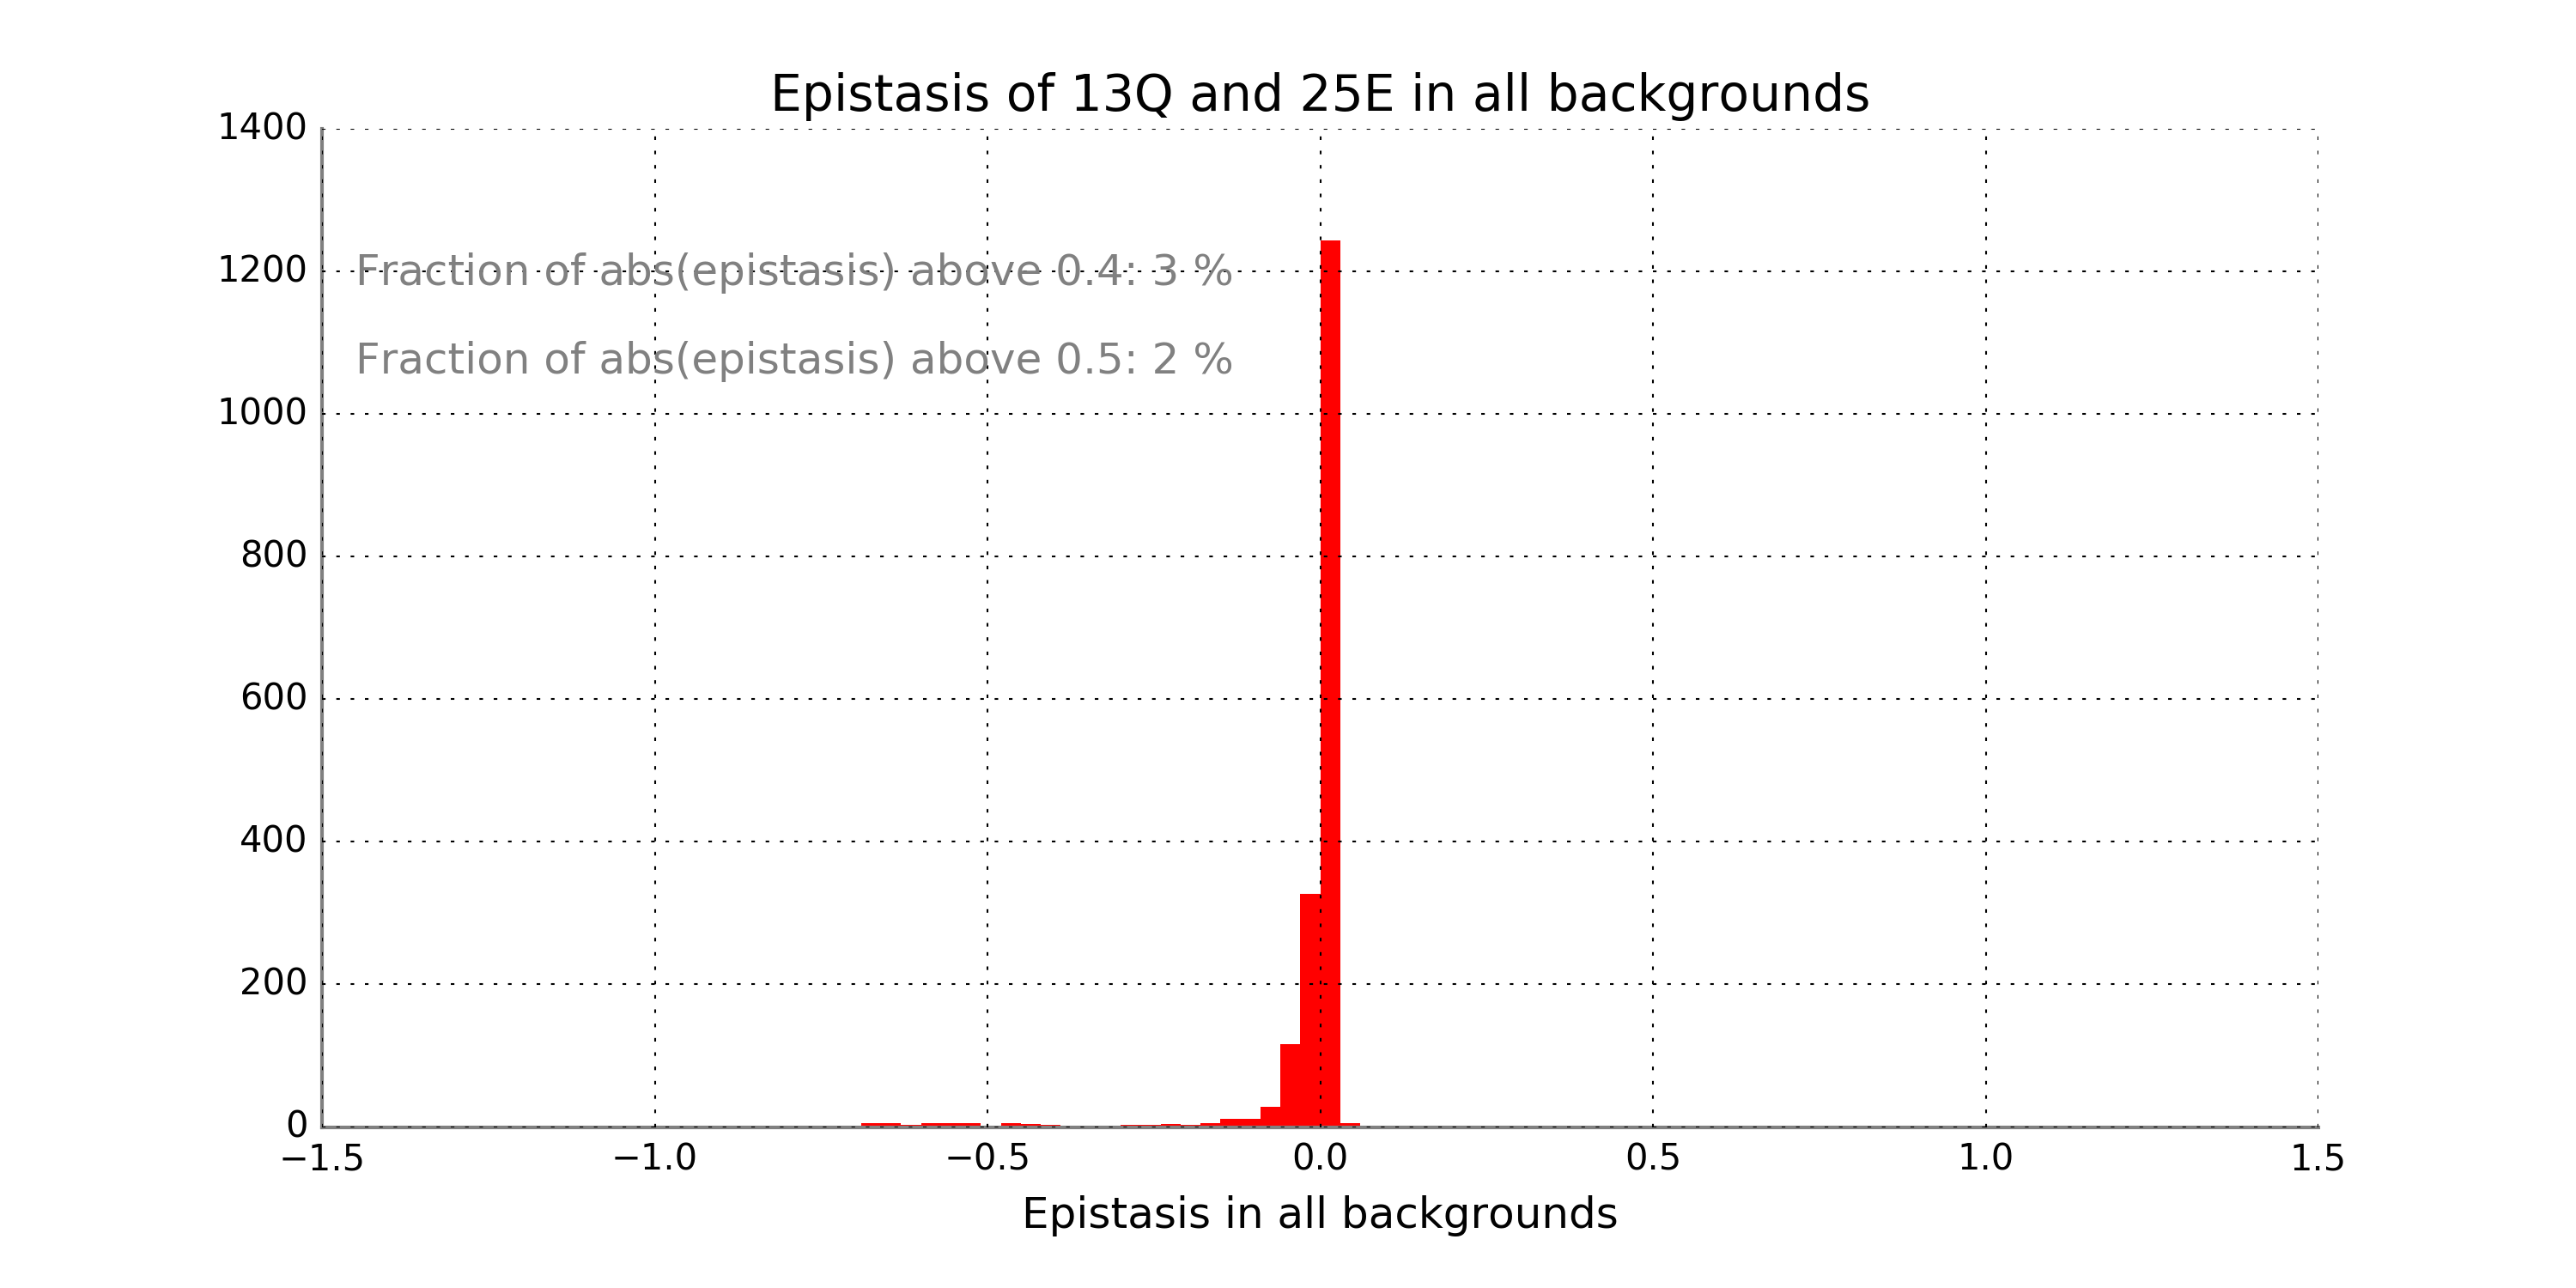 Epistasis of 13Q and 25E in all backgrounds
1400
1200
Fraction of abs(epistasis) above 0.4: 3 %
Fraction of abs(epistasis) above 0.5: 2 %
1000
800
600
400
200
0
−1.5 −1.0 −0.5 0.0 0.5 1.0 1.5
Epistasis in all backgrounds